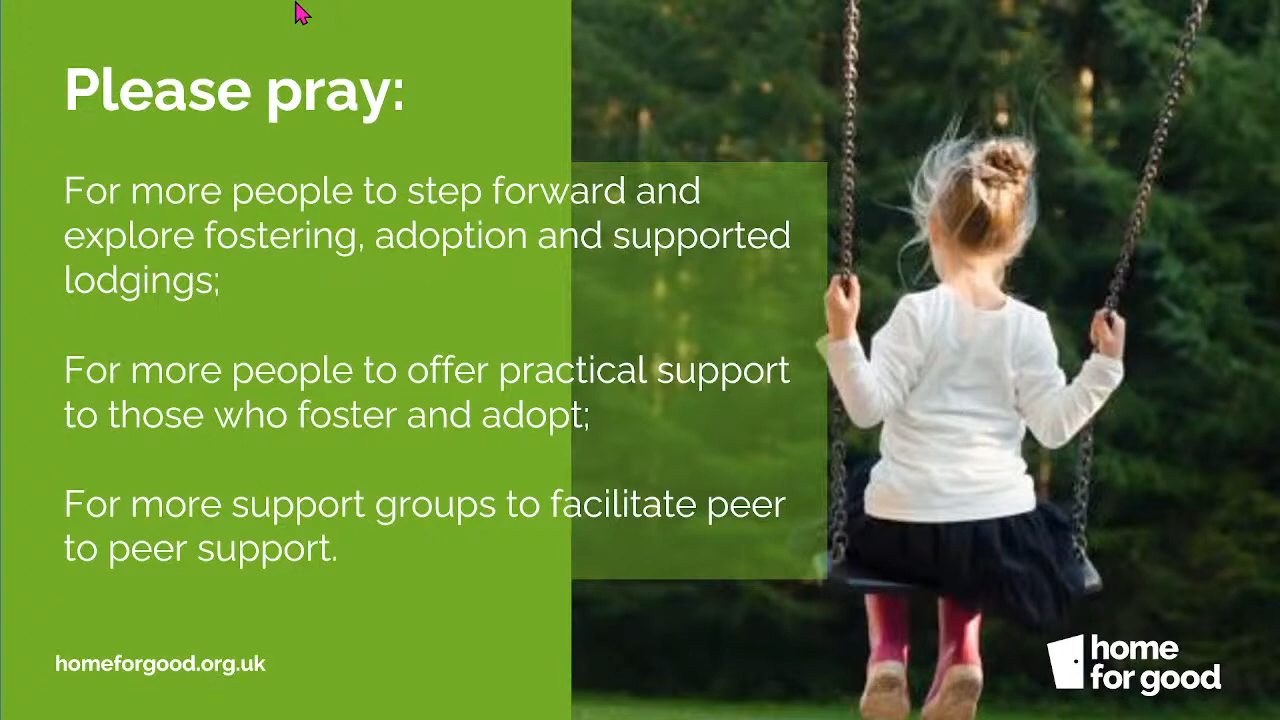 Please pray:
For more people to step forward and
explore fostering, adoption and supported
lodgings;
For more people to offer practical support
to those who foster and adopt;
For more support groups to facilitate peer
to peer support.
homeforgood.org.uk
home
for good